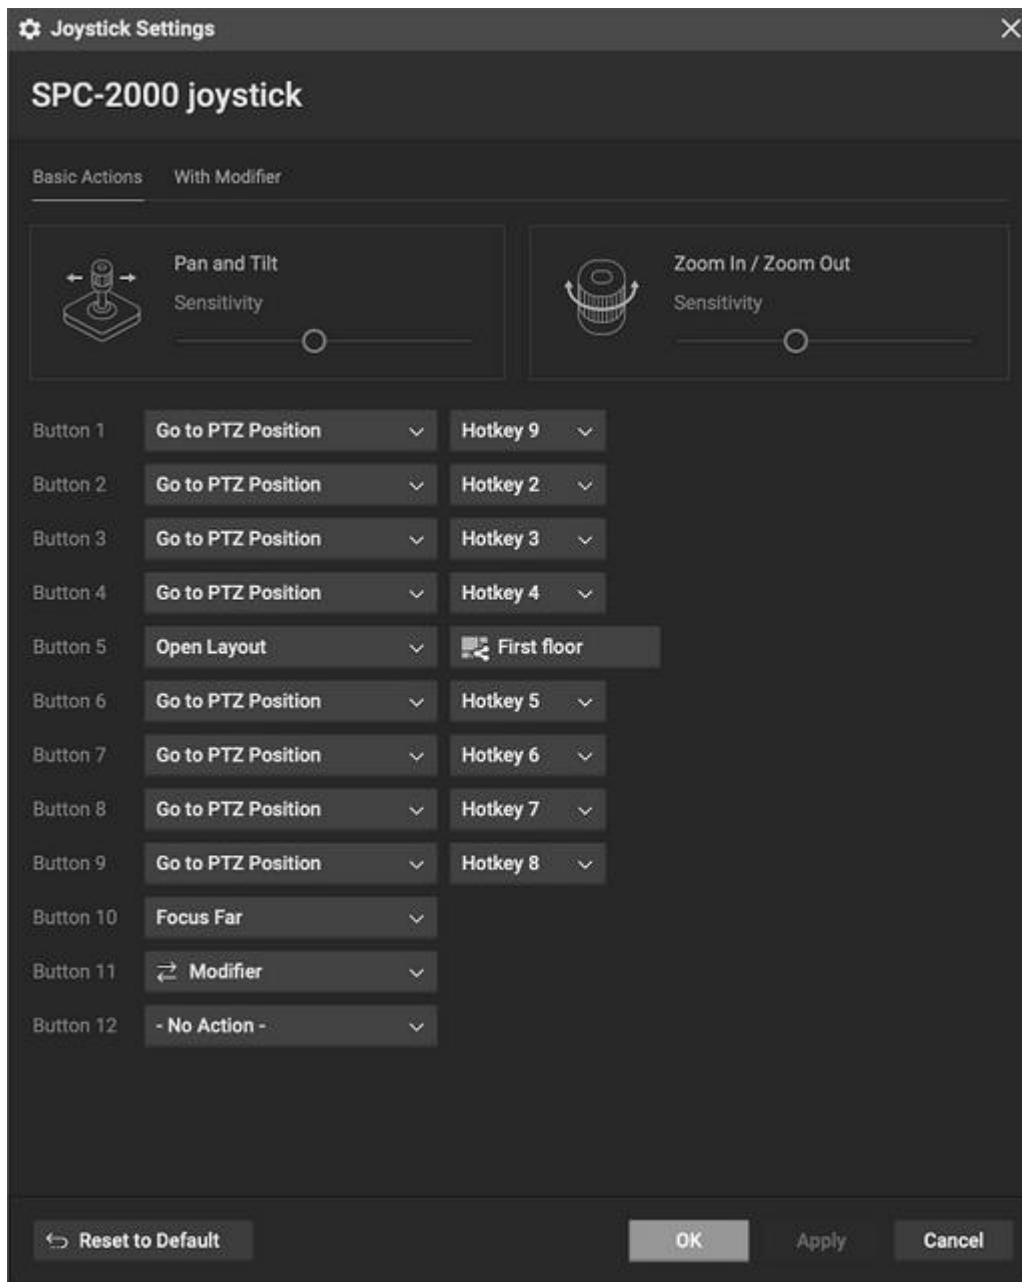 Joystick Settings
SPC-2000 joystick
Basic Actions With Modifier
Pan and Tilt Zoom In / Zoom Out
Sensitivity Sensitivity
Button 1 Go to PTZ Position Hotkey 9
Button 2 Go to PTZ Position Hotkey 2
Button 3 Go to PTZ Position Hotkey 3
Button 4 Go to PTZ Position Hotkey 4
Button 5 Open Layout First floor
Button 6 Go to PTZ Position Hotkey 5
Button 7 Go to PTZ Position Hotkey 6
Button 8 Go to PTZ Position Hotkey 7
Button 9 Go to PTZ Position Hotkey 8
Button 10 Focus Far
Button 11 Modifier
Button 12 - No Action -
Reset to Default OK Apply Cancel